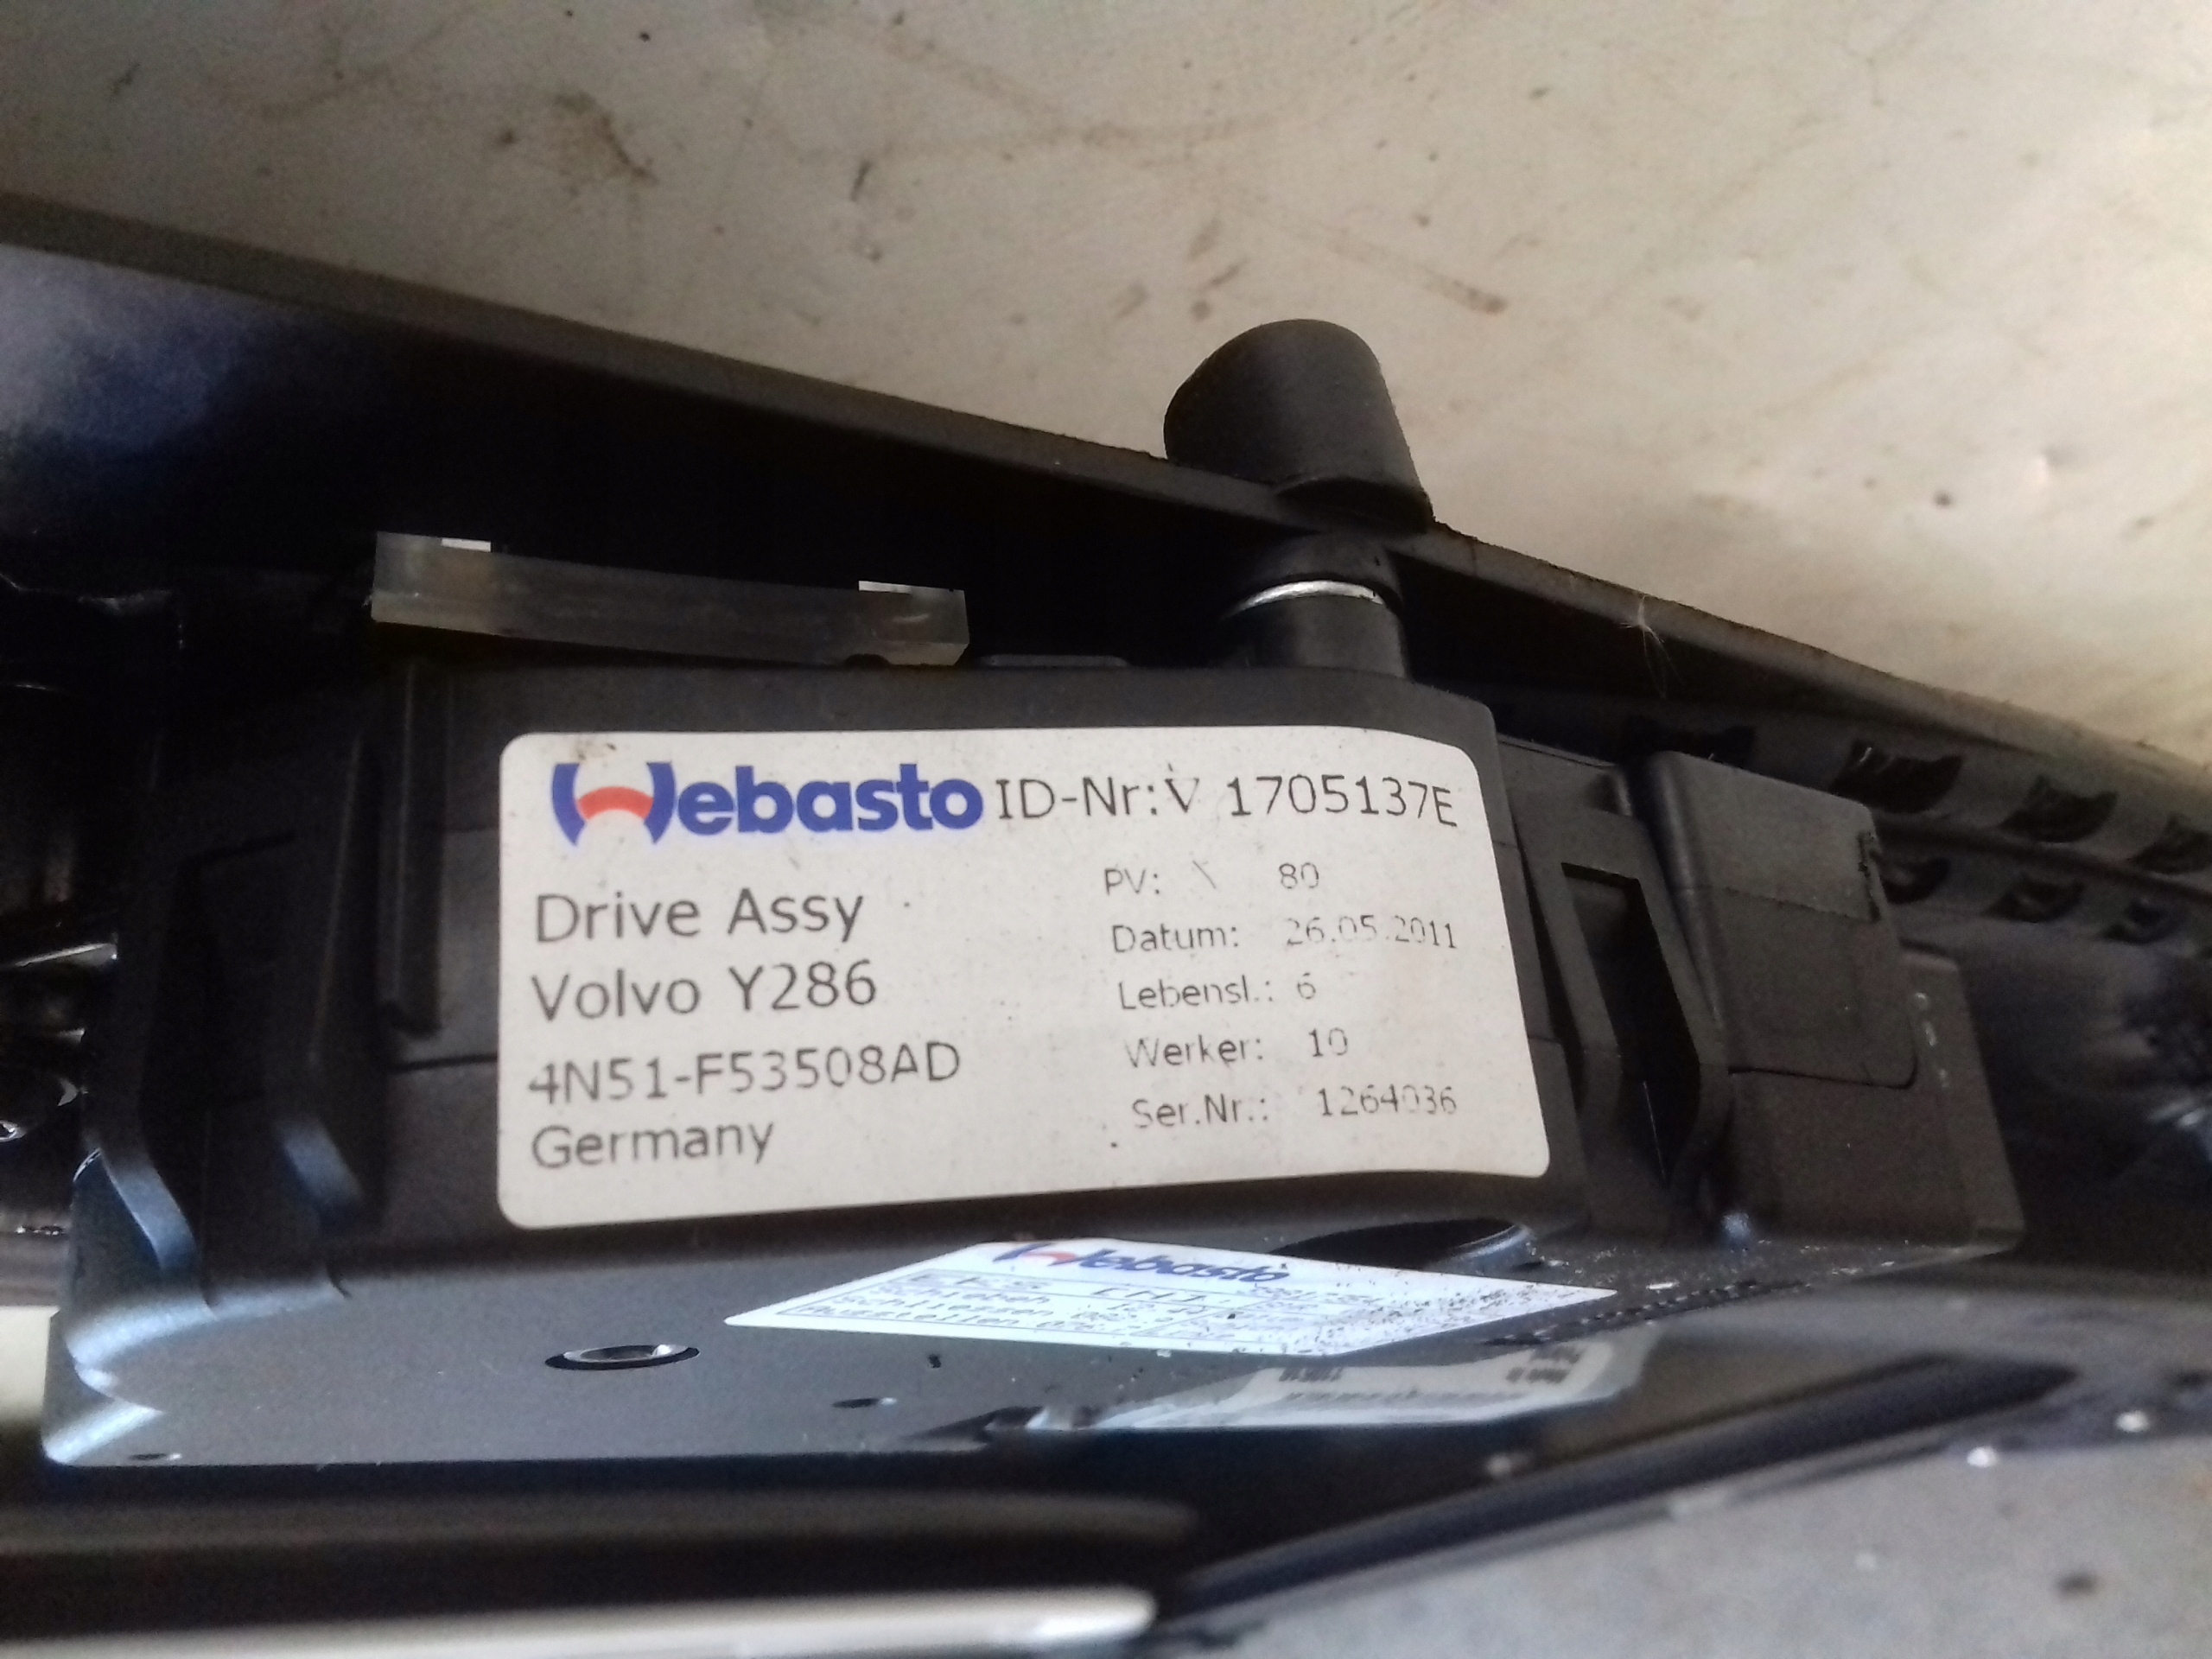 Webasto ID-Nr: V 1705137E
Drive Assy
Volvo Y286
4N51-F53508AD
Germany
PV: \ 80
Datum: 26.05.2011
Lebensl.: 6
Werker: 10
Ser.Nr.: 1264036
Webasto
Schliessen